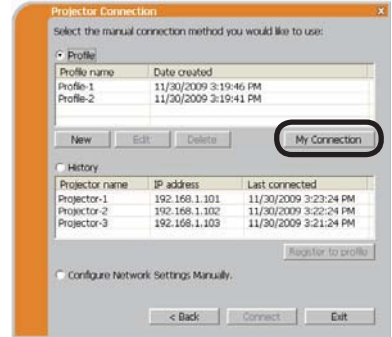 Projector Connection
Select the manual connection method you would like to use:
Profile
Profile name Date created
Profile-1 11/30/2009 3:19:46 PM
Profile-2 11/30/2009 3:19:41 PM
New Edit Delete My Connection
History
Projector name IP address Last connected
Projector-1 192.168.1.101 11/30/2009 3:23:24 PM
Projector-2 192.168.1.102 11/30/2009 3:22:24 PM
Projector-3 192.168.1.103 11/30/2009 3:21:24 PM
Register to profile
Configure Network Settings Manually.
< Back Connect Exit